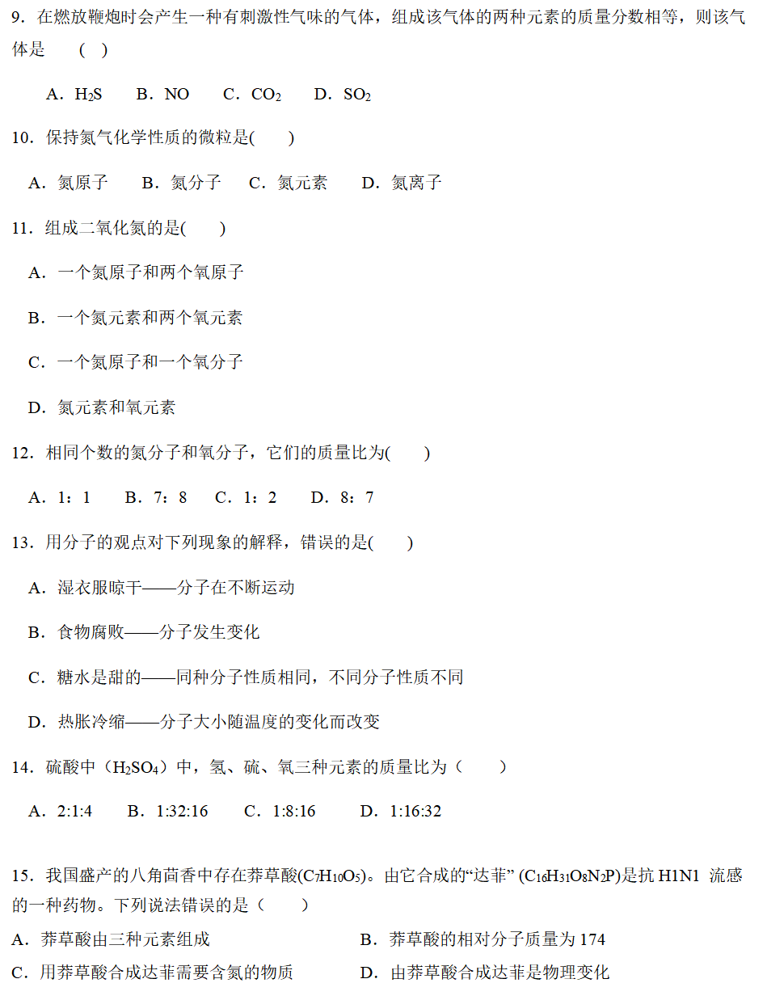 9．在燃放鞭炮时会产生一种有刺激性气味的气体，组成该气体的两种元素的质量分数相等，则该气
体是　　(　)
A．H₂S　　B．NO　　C．CO₂　　D．SO₂
10．保持氮气化学性质的微粒是(　　)
A．氮原子　　B．氮分子　　C．氮元素　　D．氮离子
11．组成二氧化氮的是(　　)
A．一个氮原子和两个氧原子
B．一个氮元素和两个氧元素
C．一个氮原子和一个氧分子
D．氮元素和氧元素
12．相同个数的氮分子和氧分子，它们的质量比为(　　)
A．1：1　　B．7：8　　C．1：2　　D．8：7
13．用分子的观点对下列现象的解释，错误的是(　　)
A．湿衣服晾干——分子在不断运动
B．食物腐败——分子发生变化
C．糖水是甜的——同种分子性质相同，不同分子性质不同
D．热胀冷缩——分子大小随温度的变化而改变
14．硫酸中（H₂SO₄）中，氢、硫、氧三种元素的质量比为（　　）
A．2:1:4　　B．1:32:16　　C．1:8:16　　D．1:16:32
15．我国盛产的八角茴香中存在莽草酸(C₇H₁₀O₅)。由它合成的“达菲” (C₁₆H₃₁O₈N₂P)是抗 H1N1 流感
的一种药物。下列说法错误的是（　　）
A．莽草酸由三种元素组成　　B．莽草酸的相对分子质量为 174
C．用莽草酸合成达菲需要含氮的物质　　D．由莽草酸合成达菲是物理变化